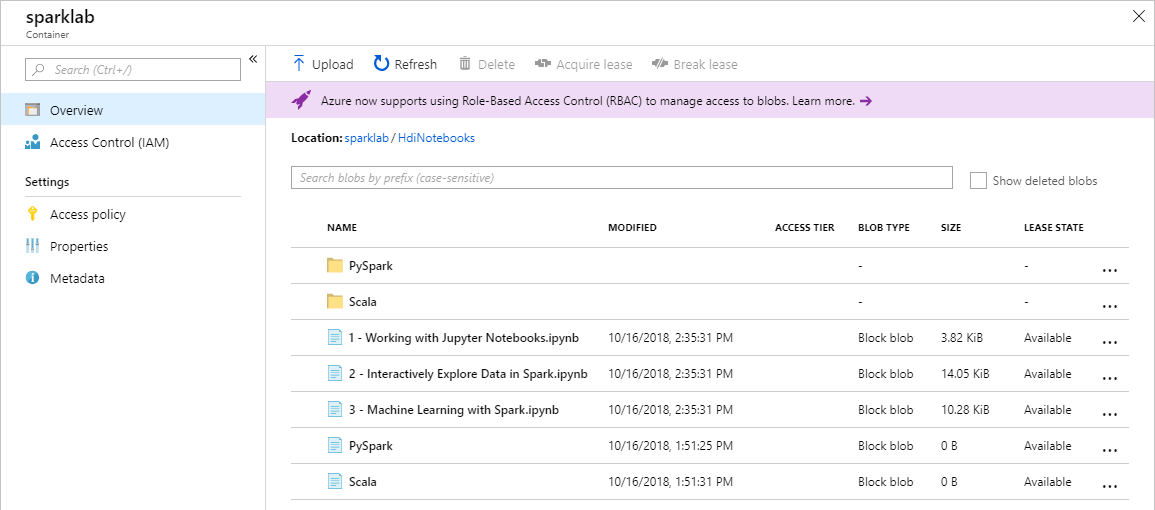 sparklab
Container
Search (Ctrl+/)
«
Overview
Access Control (IAM)
Settings
Access policy
Properties
Metadata
Upload Refresh Delete Acquire lease Break lease
Azure now supports using Role-Based Access Control (RBAC) to manage access to blobs. Learn more. →
Location: sparklab / HdiNotebooks
Search blobs by prefix (case-sensitive) Show deleted blobs
NAME MODIFIED ACCESS TIER BLOB TYPE SIZE LEASE STATE
PySpark - - ...
Scala - - ...
1 - Working with Jupyter Notebooks.ipynb 10/16/2018, 2:35:31 PM Block blob 3.82 KiB Available ...
2 - Interactively Explore Data in Spark.ipynb 10/16/2018, 2:35:31 PM Block blob 14.05 KiB Available ...
3 - Machine Learning with Spark.ipynb 10/16/2018, 2:35:31 PM Block blob 10.28 KiB Available ...
PySpark 10/16/2018, 1:51:25 PM Block blob 0 B Available ...
Scala 10/16/2018, 1:51:31 PM Block blob 0 B Available ...